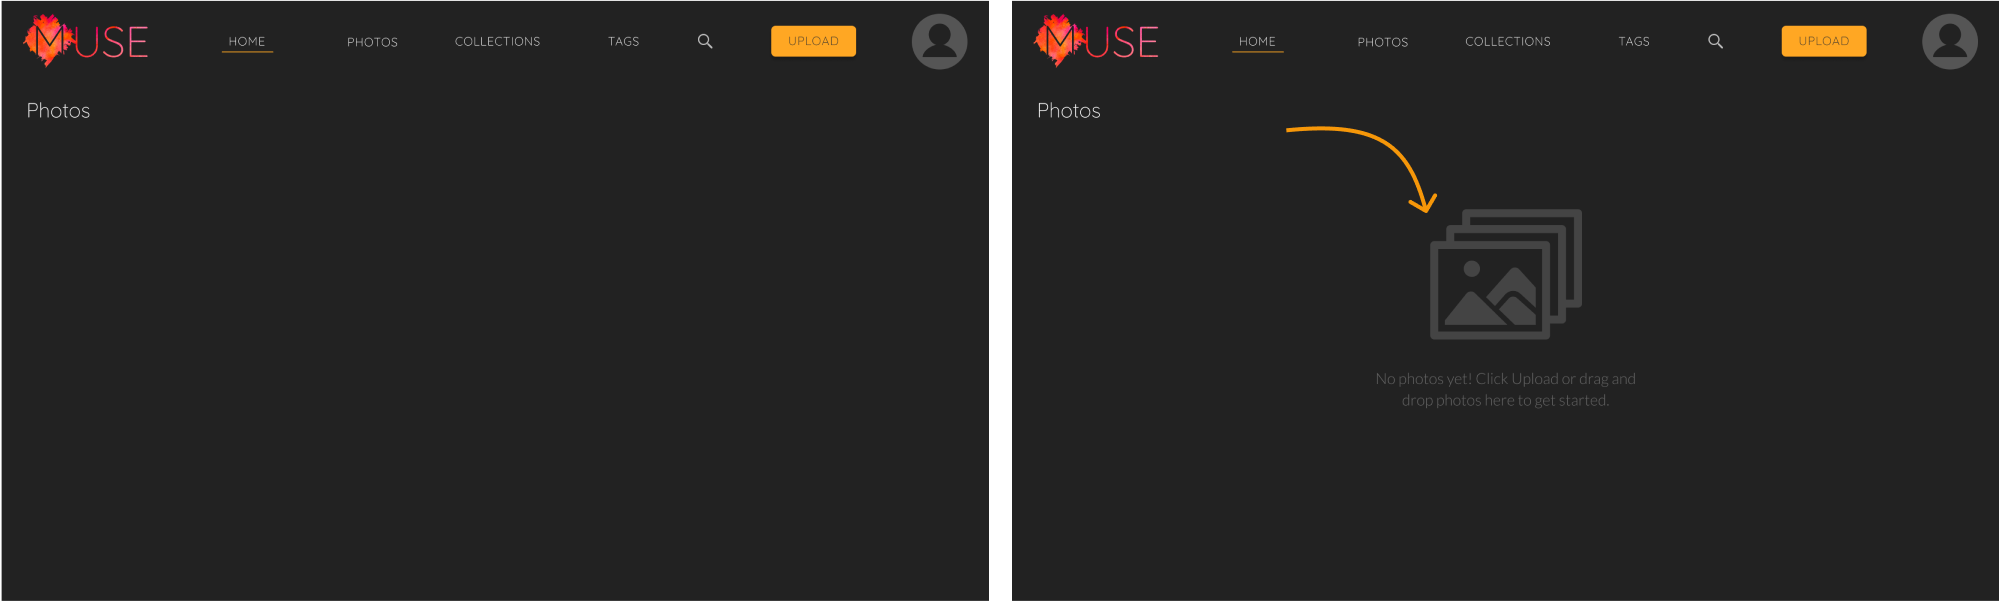 MUSE
HOME PHOTOS COLLECTIONS TAGS UPLOAD
Photos
MUSE
HOME PHOTOS COLLECTIONS TAGS UPLOAD
Photos
No photos yet! Click Upload or drag and
drop photos here to get started.